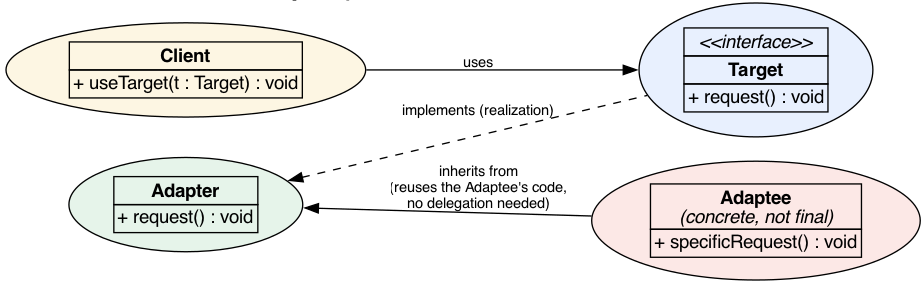 Client
+ useTarget(t : Target) : void
uses
<<interface>>
Target
+ request() : void
implements (realization)
Adapter
+ request() : void
inherits from
(reuses the Adaptee's code,
no delegation needed)
Adaptee
(concrete, not final)
+ specificRequest() : void